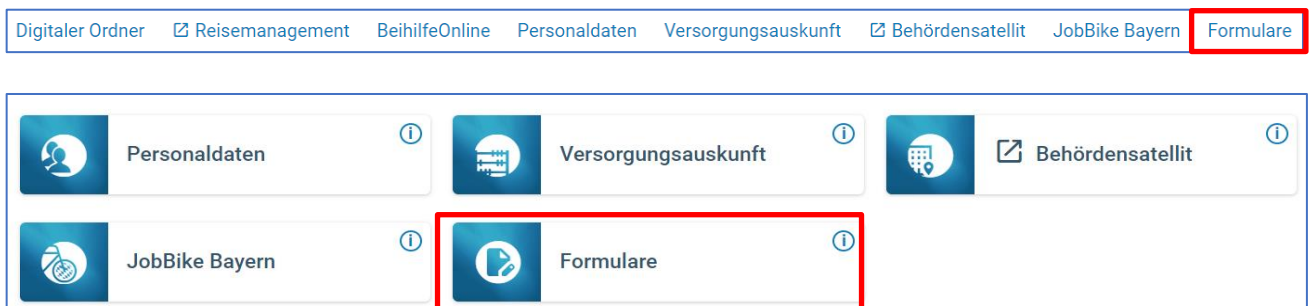 Digitaler Ordner Reisemanagement BeihilfeOnline Personaldaten Versorgungsauskunft Behördensatellit JobBike Bayern Formulare
Personaldaten Versorgungsauskunft Behördensatellit
JobBike Bayern Formulare